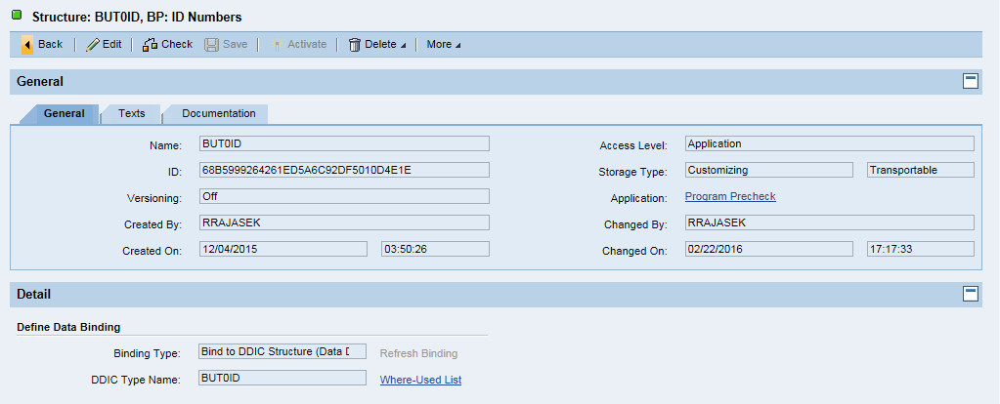 Structure: BUT0ID, BP: ID Numbers
Back Edit Check Save Activate Delete More
General
General Texts Documentation
Name: BUT0ID Access Level: Application
ID: 68B5999264261ED5A6C92DF5010D4E1E Storage Type: Customizing Transportable
Versioning: Off Application: Program Precheck
Created By: RRAJASEK Changed By: RRAJASEK
Created On: 12/04/2015 03:50:26 Changed On: 02/22/2016 17:17:33
Detail
Define Data Binding
Binding Type: Bind to DDIC Structure (Data D Refresh Binding
DDIC Type Name: BUT0ID Where-Used List